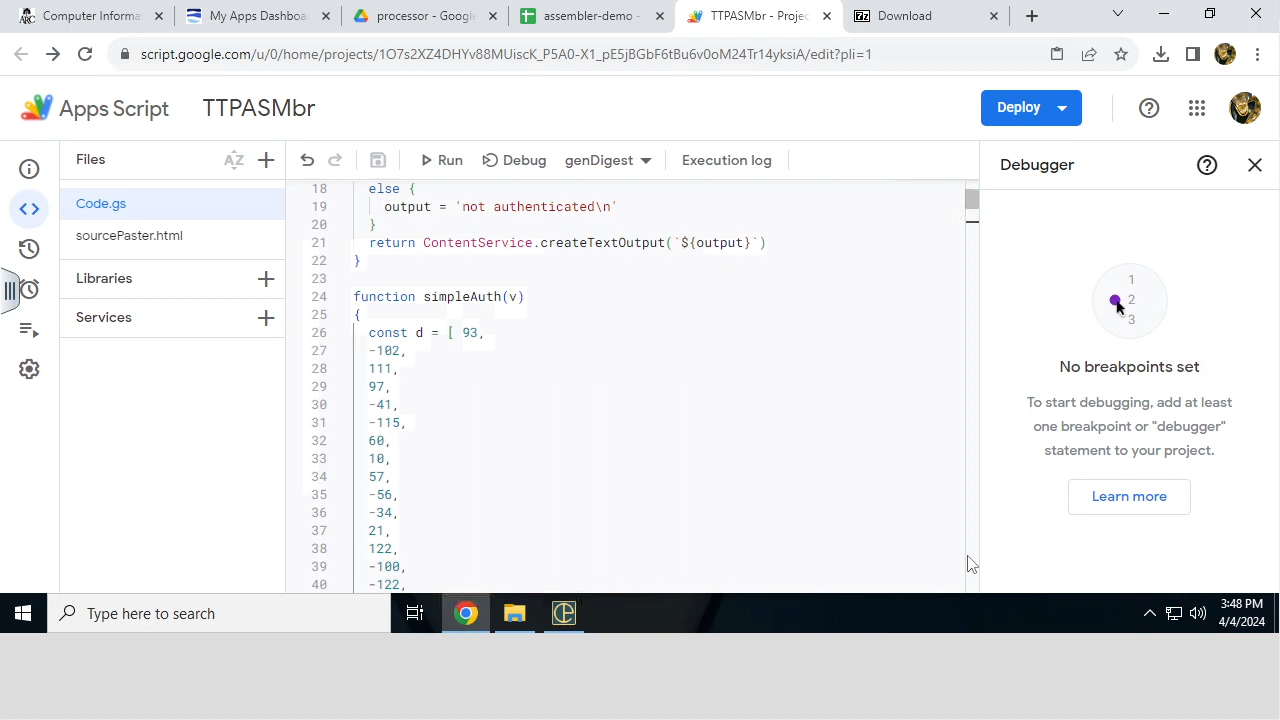 Computer Informa
My Apps Dashboa
processor - Google
assembler-demo -
TTPASMbr - Projec
Download
script.google.com/u/0/home/projects/1O7s2XZ4DHYv88MUiscK_P5A0-X1_pE5jBGbF6tBu6v0oM24Tr14yksiA/edit?pli=1
Apps Script
TTPASMbr
Deploy
Files
AZ
Run
Debug
genDigest
Execution log
Debugger
Code.gs
sourcePaster.html
Libraries
Services
18 else {
19 output = 'not authenticated\n'
20 }
21 return ContentService.createTextOutput(`${output}`)
22 }
23
24 function simpleAuth(v)
25 {
26 const d = [ 93,
27 -102,
28 111,
29 97,
30 -41,
31 -115,
32 60,
33 10,
34 57,
35 -56,
36 -34,
37 21,
38 122,
39 -100,
40 -122,
1
2
3
No breakpoints set
To start debugging, add at least
one breakpoint or "debugger"
statement to your project.
Learn more
Type here to search
3:48 PM
4/4/2024